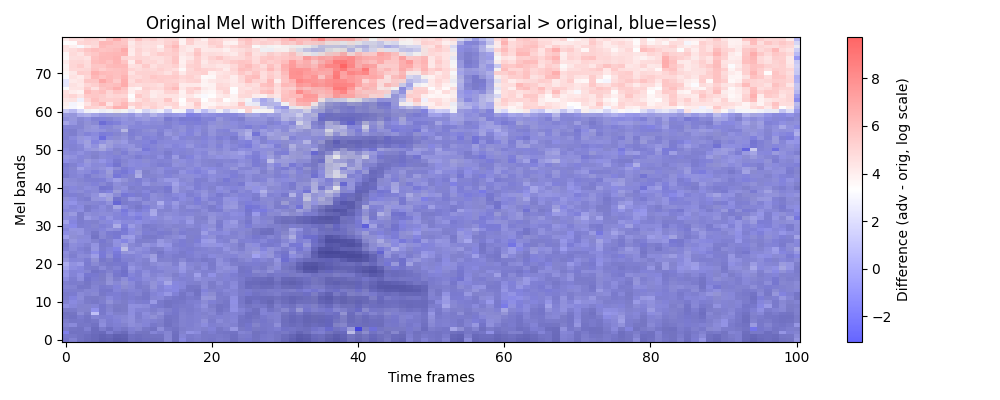 Original Mel with Differences (red=adversarial > original, blue=less)
70
60
50
40
30
20
10
0
Mel bands
0 20 40 60 80 100
Time frames
8
6
4
2
0
−2
Difference (adv - orig, log scale)